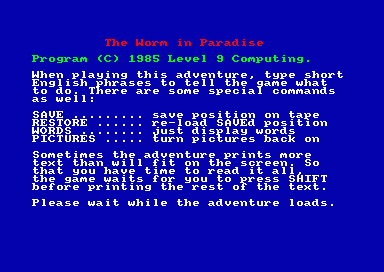 The Worm in Paradise
Program (C) 1985 Level 9 Computing.
When playing this adventure, type short
English phrases to tell the game what
to do. There are some special commands
as well:
SAVE ......... save position on tape
RESTORE ...... re-load SAVEd position
WORDS ........ just display words
PICTURES ..... turn pictures back on
Sometimes the adventure prints more
text than will fit on the screen. So
that you have time to read it all,
the game waits for you to press SHIFT
before printing the rest of the text.
Please wait while the adventure loads.